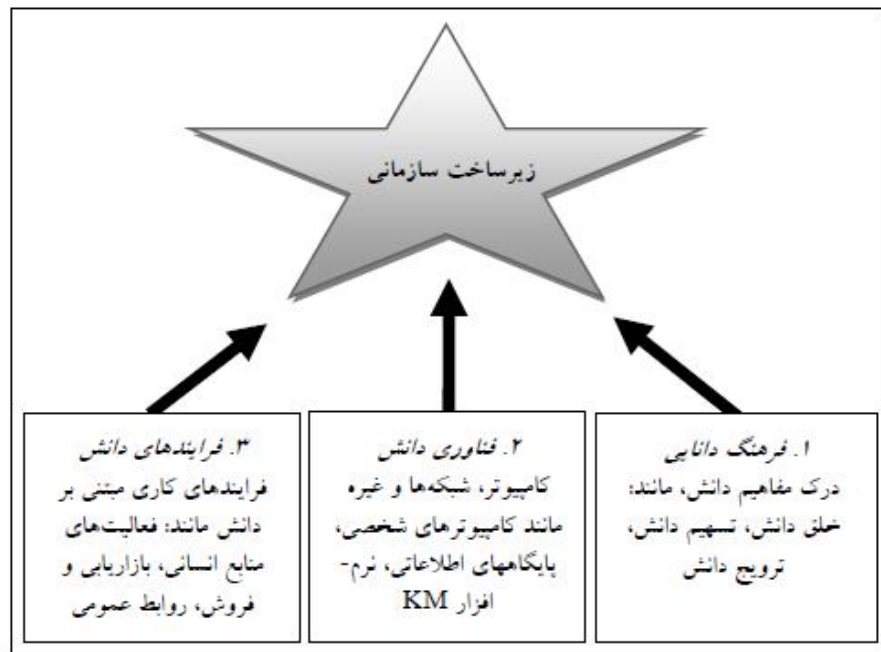 زیرساخت سازمانی
۱. فرهنگ دانایی
درک مفاهیم دانش، مانند:
خلق دانش، تسهیم دانش،
ترویج دانش
۲. فناوری دانش
کامپیوتر، شبکه‌ها و غیره
مانند کامپیوترهای شخصی،
پایگاههای اطلاعاتی، نرم-
افزار KM
۳. فرایندهای دانش
فرایندهای کاری مبتنی بر
دانش مانند: فعالیت‌های
منابع انسانی، بازاریابی و
فروش، روابط عمومی